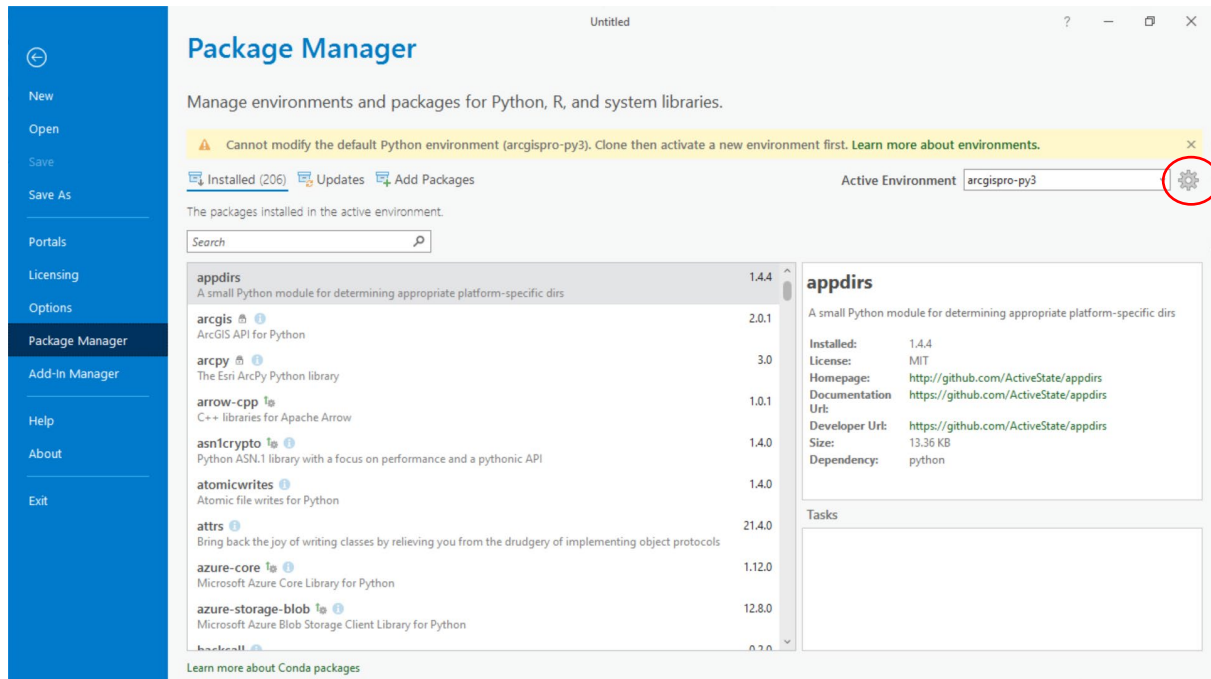 Untitled
?
Package Manager
New
Open
Save
Save As
Portals
Licensing
Options
Package Manager
Add-In Manager
Help
About
Exit
Manage environments and packages for Python, R, and system libraries.
Cannot modify the default Python environment (arcgispro-py3). Clone then activate a new environment first. Learn more about environments.
Installed (206) Updates Add Packages
Active Environment arcgispro-py3
The packages installed in the active environment.
Search
appdirs 1.4.4
A small Python module for determining appropriate platform-specific dirs
arcgis 2.0.1
ArcGIS API for Python
arcpy 3.0
The Esri ArcPy Python library
arrow-cpp 1.0.1
C++ libraries for Apache Arrow
asn1crypto 1.4.0
Python ASN.1 library with a focus on performance and a pythonic API
atomicwrites 1.4.0
Atomic file writes for Python
attrs 21.4.0
Bring back the joy of writing classes by relieving you from the drudgery of implementing object protocols
azure-core 1.12.0
Microsoft Azure Core Library for Python
azure-storage-blob 12.8.0
Microsoft Azure Blob Storage Client Library for Python
backcall 0.2.0
appdirs
A small Python module for determining appropriate platform-specific dirs
Installed: 1.4.4
License: MIT
Homepage: http://github.com/ActiveState/appdirs
Documentation Url: https://github.com/ActiveState/appdirs
Developer Url: https://github.com/ActiveState/appdirs
Size: 13.36 KB
Dependency: python
Tasks
Learn more about Conda packages